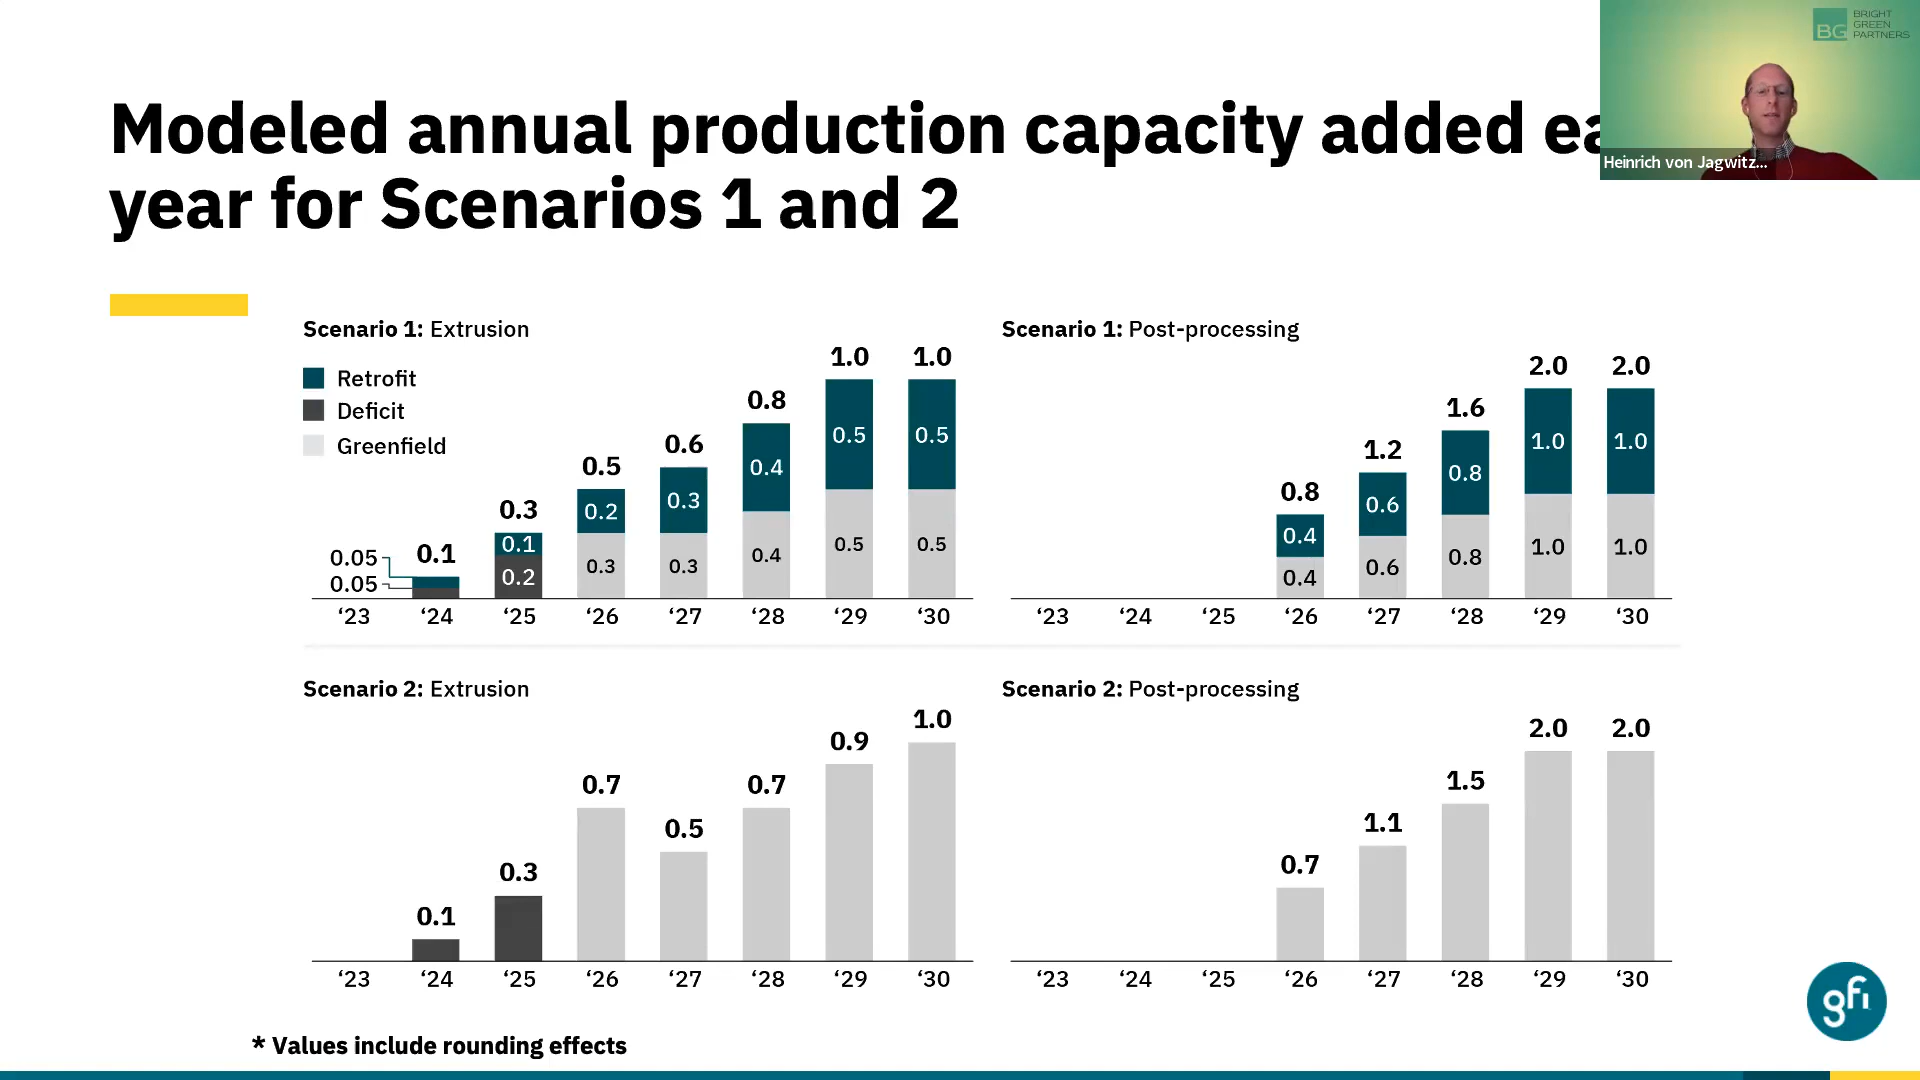 BRIGHT
GREEN
PARTNERS
BG
Heinrich von Jagwitz...
Modeled annual production capacity added
year for Scenarios 1 and 2
Scenario 1: Extrusion
Retrofit
Deficit
Greenfield
0.05
0.05
0.1
0.3
0.1
0.2
0.5
0.2
0.3
0.6
0.3
0.3
0.8
0.4
0.4
1.0
0.5
0.5
1.0
0.5
0.5
‘23 ‘24 ‘25 ‘26 ‘27 ‘28 ‘29 ‘30
Scenario 1: Post-processing
0.8
0.4
0.4
1.2
0.6
0.6
1.6
0.8
0.8
2.0
1.0
1.0
2.0
1.0
1.0
‘23 ‘24 ‘25 ‘26 ‘27 ‘28 ‘29 ‘30
Scenario 2: Extrusion
0.1
0.3
0.7
0.5
0.7
0.9
1.0
‘23 ‘24 ‘25 ‘26 ‘27 ‘28 ‘29 ‘30
Scenario 2: Post-processing
0.7
1.1
1.5
2.0
2.0
‘23 ‘24 ‘25 ‘26 ‘27 ‘28 ‘29 ‘30
* Values include rounding effects
gfi